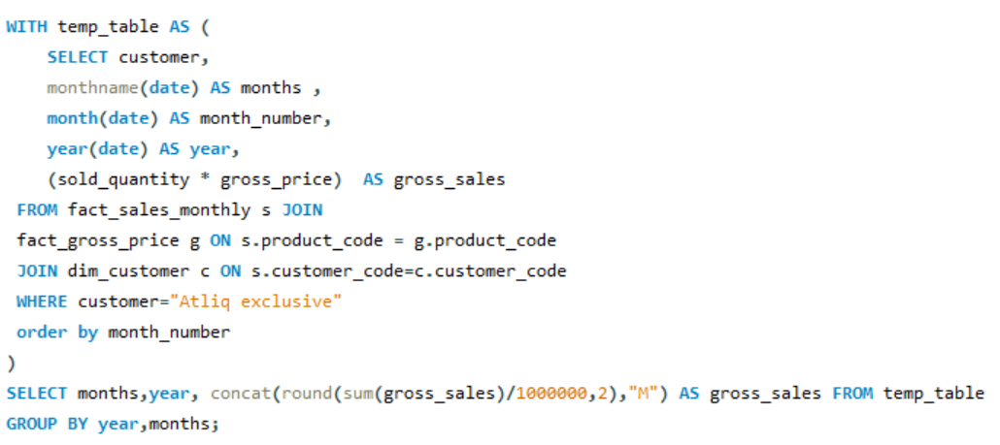 WITH temp_table AS (
SELECT customer,
monthname(date) AS months ,
month(date) AS month_number,
year(date) AS year,
(sold_quantity * gross_price) AS gross_sales
FROM fact_sales_monthly s JOIN
fact_gross_price g ON s.product_code = g.product_code
JOIN dim_customer c ON s.customer_code=c.customer_code
WHERE customer="Atliq exclusive"
order by month_number
)
SELECT months,year, concat(round(sum(gross_sales)/1000000,2),"M") AS gross_sales FROM temp_table
GROUP BY year,months;